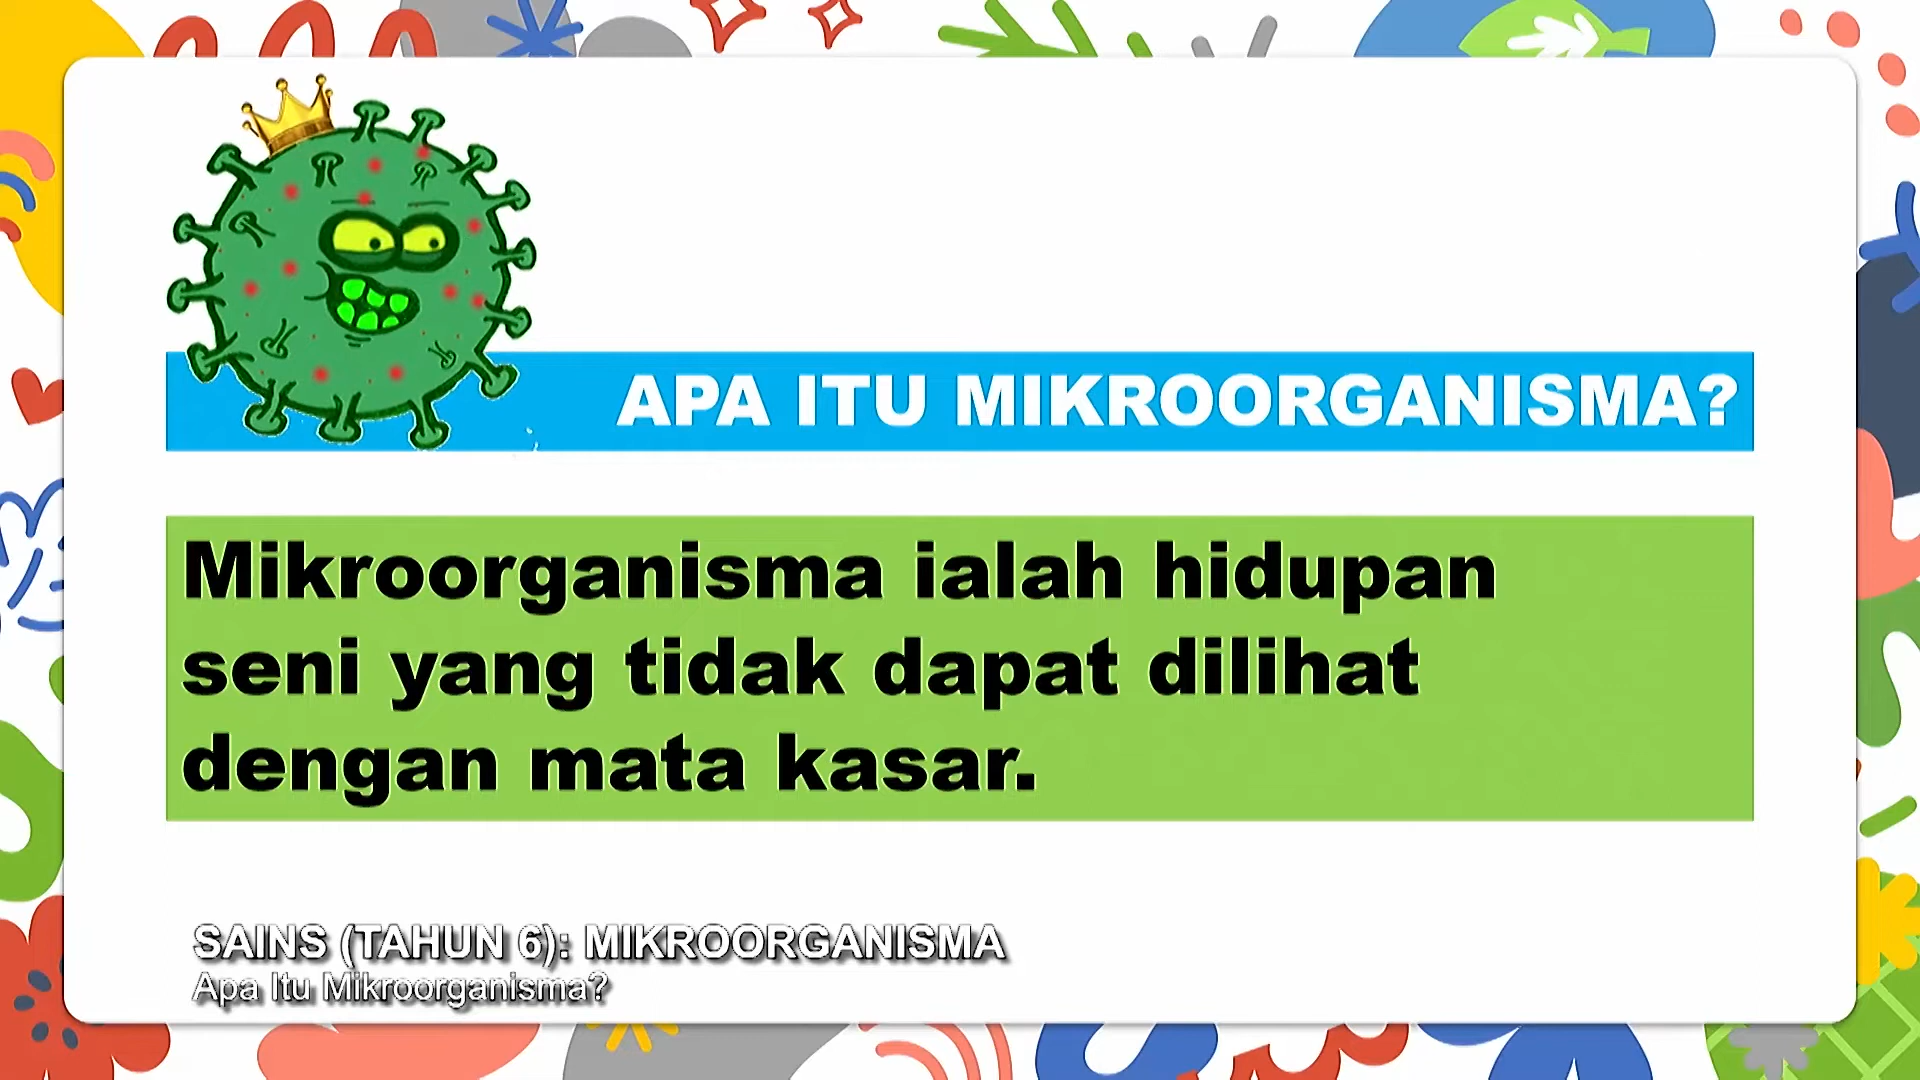 APA ITU MIKROORGANISMA?
Mikroorganisma ialah hidupan
seni yang tidak dapat dilihat
dengan mata kasar.
SAINS (TAHUN 6): MIKROORGANISMA
Apa Itu Mikroorganisma?